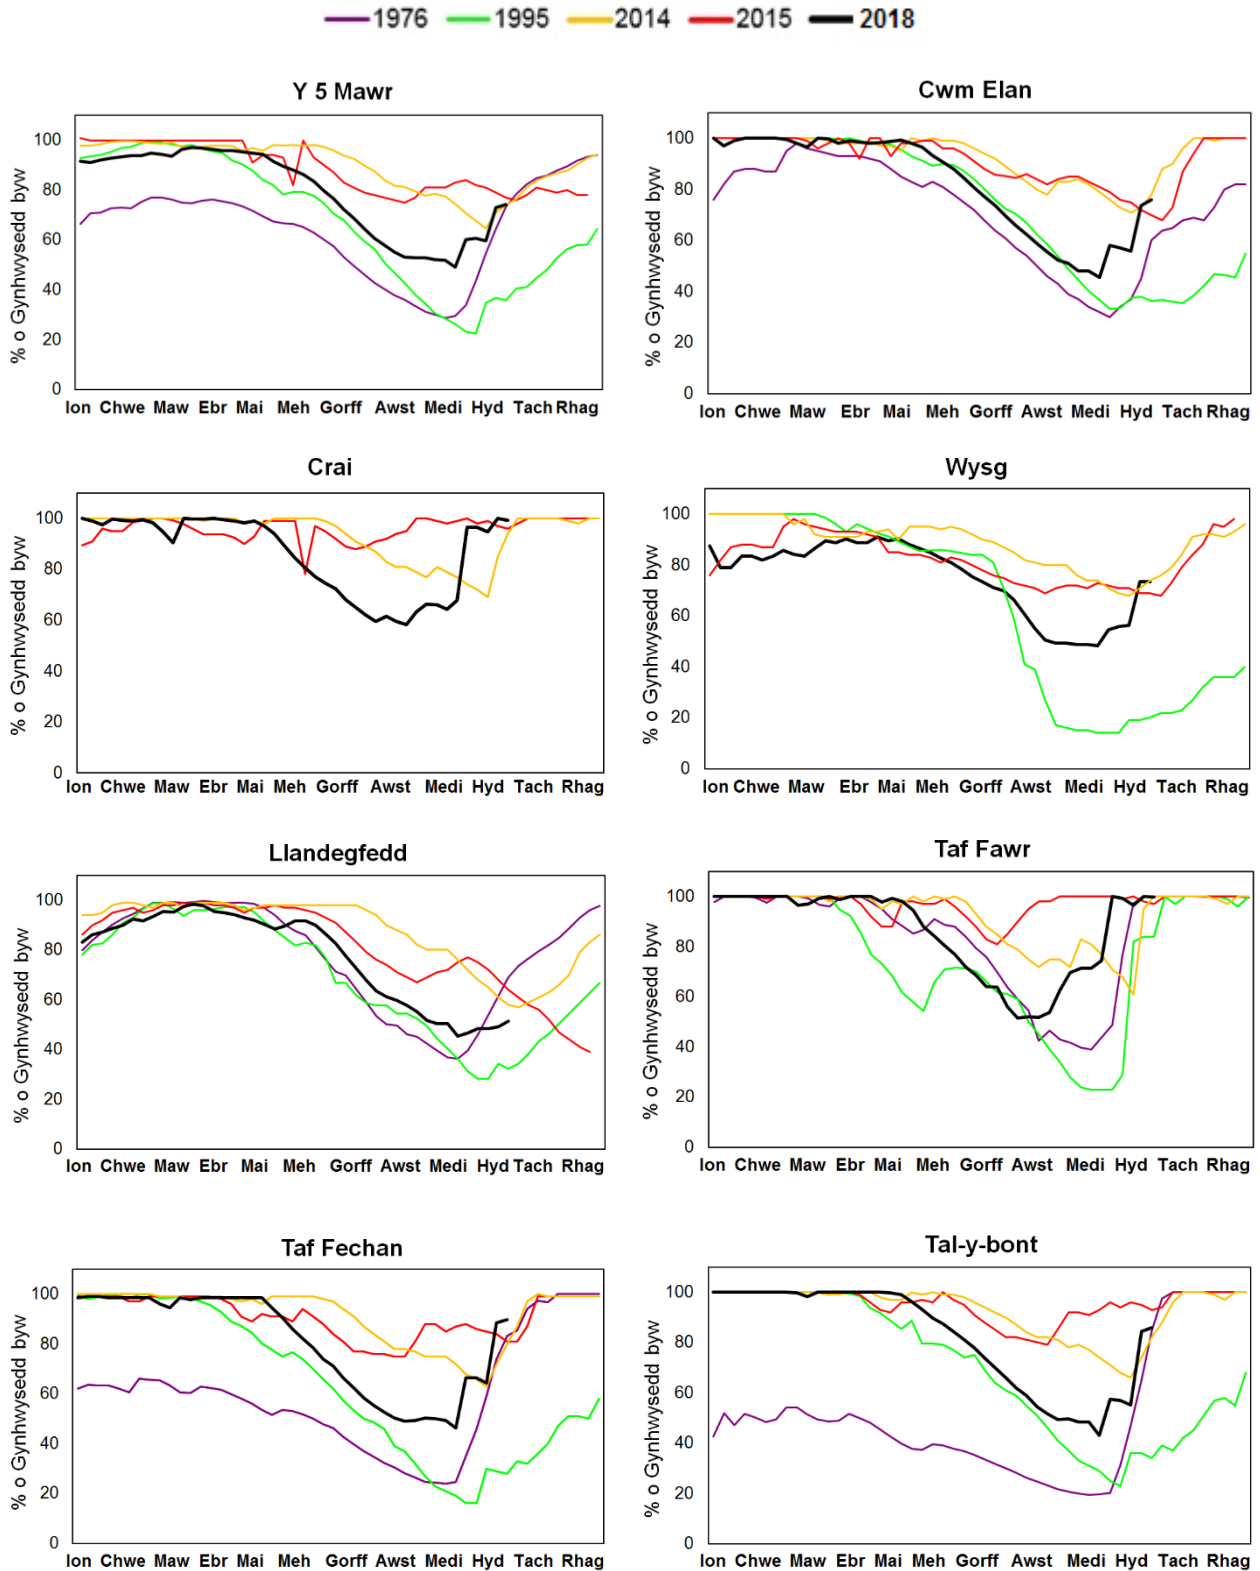 1976 1995 2014 2015 2018
Y 5 Mawr
% o Gynhwysedd byw
100
80
60
40
20
0
Ion Chwe Maw Ebr Mai Meh Gorff Awst Medi Hyd Tach Rhag
Cwm Elan
% o Gynhwysedd byw
100
80
60
40
20
0
Ion Chwe Maw Ebr Mai Meh Gorff Awst Medi Hyd Tach Rhag
Crai
% o Gynhwysedd byw
100
80
60
40
20
0
Ion Chwe Maw Ebr Mai Meh Gorff Awst Medi Hyd Tach Rhag
Wysg
% o Gynhwysedd byw
100
80
60
40
20
0
Ion Chwe Maw Ebr Mai Meh Gorff Awst Medi Hyd Tach Rhag
Llandegfedd
% o Gynhwysedd byw
100
80
60
40
20
0
Ion Chwe Maw Ebr Mai Meh Gorff Awst Medi Hyd Tach Rhag
Taf Fawr
% o Gynhwysedd byw
100
80
60
40
20
0
Ion Chwe Maw Ebr Mai Meh Gorff Awst Medi Hyd Tach Rhag
Taf Fechan
% o Gynhwysedd byw
100
80
60
40
20
0
Ion Chwe Maw Ebr Mai Meh Gorff Awst Medi Hyd Tach Rhag
Tal-y-bont
% o Gynhwysedd byw
100
80
60
40
20
0
Ion Chwe Maw Ebr Mai Meh Gorff Awst Medi Hyd Tach Rhag